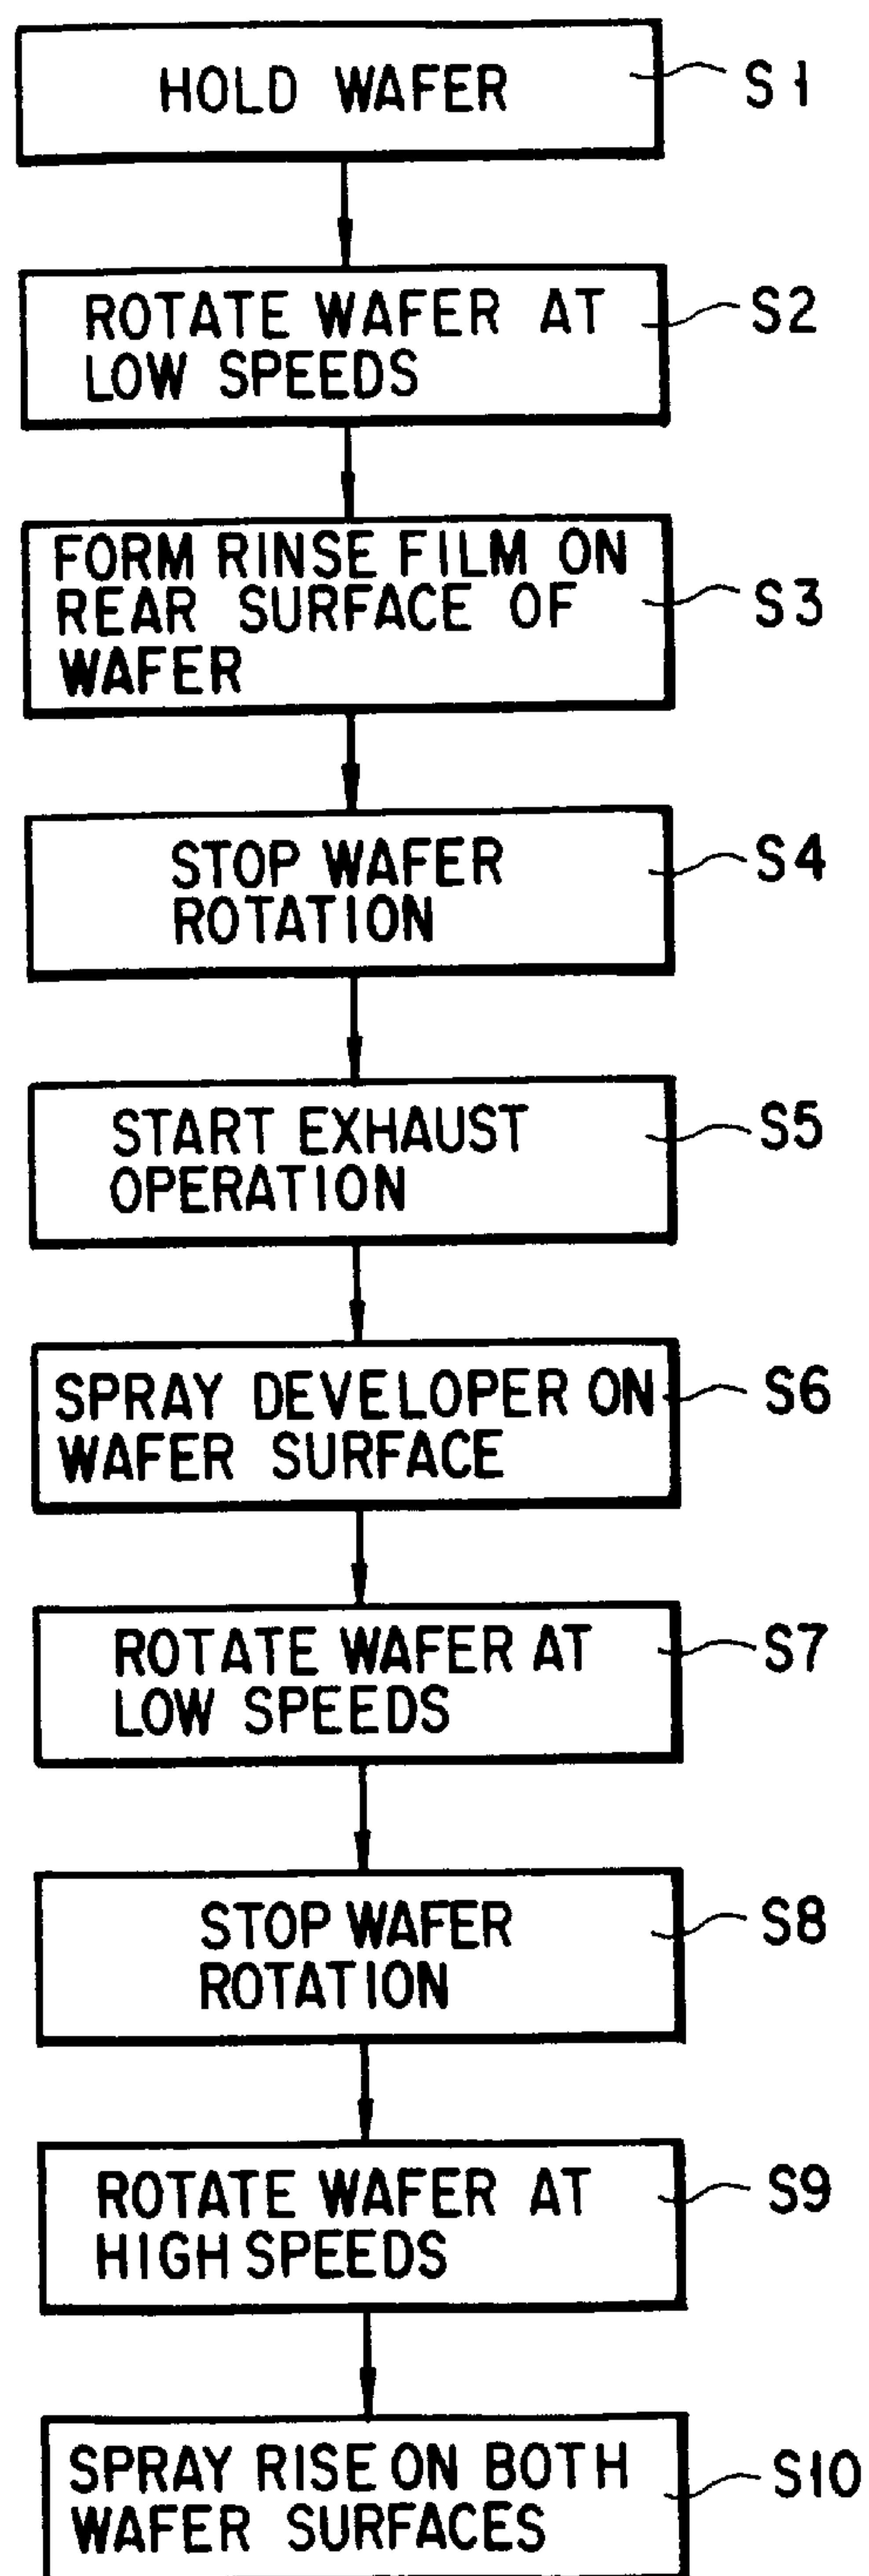 HOLD WAFER
S1
ROTATE WAFER AT
LOW SPEEDS
S2
FORM RINSE FILM ON
REAR SURFACE OF
WAFER
S3
STOP WAFER
ROTATION
S4
START EXHAUST
OPERATION
S5
SPRAY DEVELOPER ON
WAFER SURFACE
S6
ROTATE WAFER AT
LOW SPEEDS
S7
STOP WAFER
ROTATION
S8
ROTATE WAFER AT
HIGH SPEEDS
S9
SPRAY RISE ON BOTH
WAFER SURFACES
S10